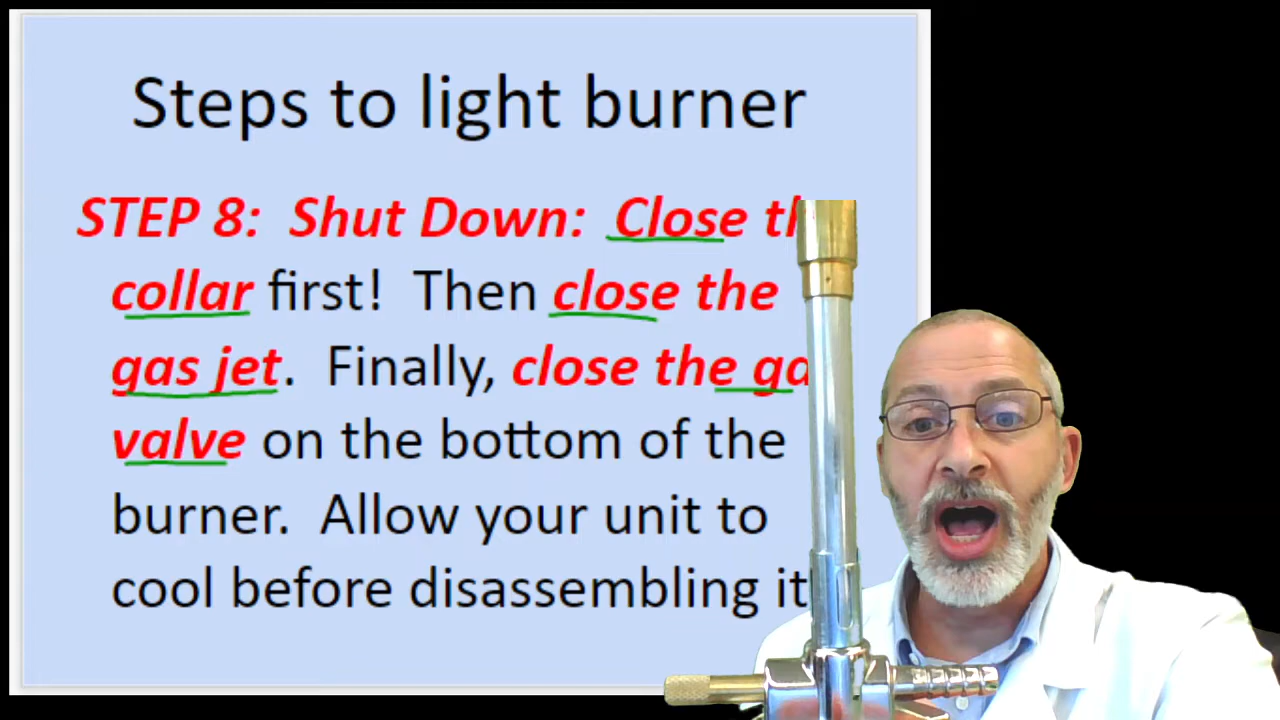 Steps to light burner
STEP 8: Shut Down: Close th
collar first! Then close the
gas jet. Finally, close the ga
valve on the bottom of the
burner. Allow your unit to
cool before disassembling it